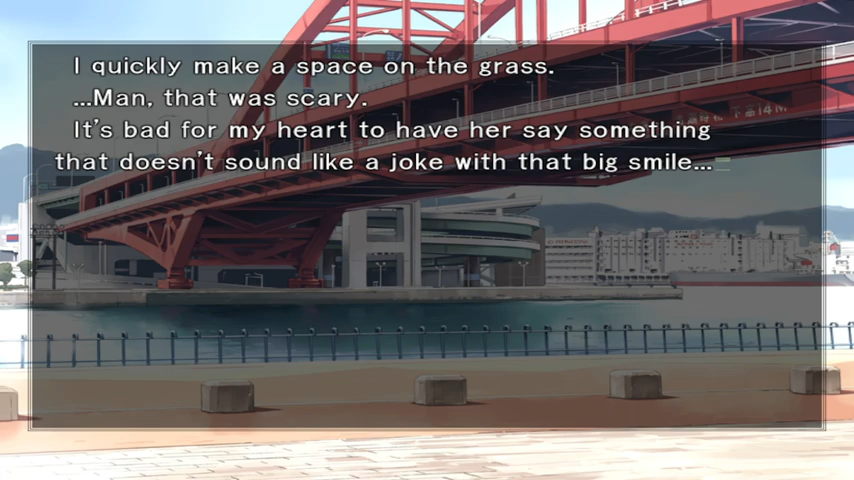 I quickly make a space on the grass.
...Man, that was scary.
It's bad for my heart to have her say something
that doesn't sound like a joke with that big smile...